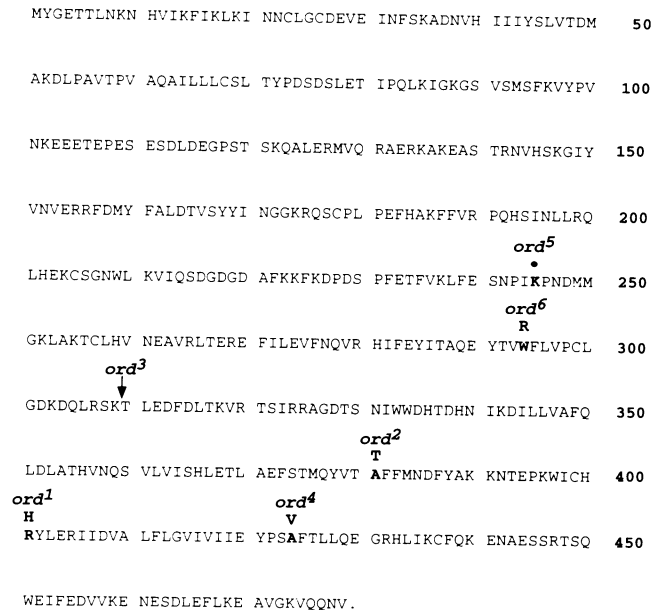 MYGETTLNKN HVIKFIKLKI NNCLGCDEVE INFSKADNVH IIIYSLVTDM 50
AKDLPAVTPV AQAILLLCSL TYPDSDSLET IPQLKIGKGS VSMSFKVYPV 100
NKEEETEPES ESDLDEGPST SKQALERMVQ RAERKAKEAS TRNVHSKGIY 150
VNVERRFDMY FALDTVSYYI NGGKRQSCPL PEFHAKFFVR PQHSINLLRQ 200
ord5
LHEKCSGNWL KVIQSDGDGD AFKKFKDPDS PFETFVKLFE SNPIKPNDMM 250
ord6
R
GKLAKTCLHV NEAVRLTERE FILEVFNQVR HIFEYITAQE YTVWFLVPCL 300
ord3
GDKDQLRSKT LEDFDLTKVR TSIRRAGDTS NIWWDHTDHN IKDILLVAFQ 350
ord2
T
LDLATHVNQS VLVISHLETL AEFSTMQYVT AFFMNDFYAK KNTEPKWICH 400
ord1 ord4
H V
RYLERIIDVA LFLGVIVIIE YPSAFTLLQE GRHLIKCFQK ENAESSRTSQ 450
WEIFEDVVKE NESDLEFLKE AVGKVQQNV.